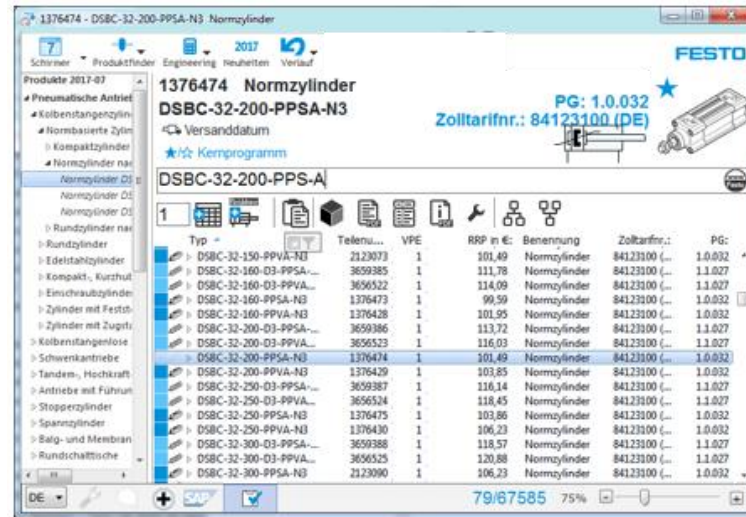 1376474 - DSBC-32-200-PPSA-N3 Normzylinder
7
2017
Schirmer Produktfinder Engineering Neuheiten Verlauf
FESTO
Produkte 2017-07
Pneumatische Antriet
Kolbenstangenzylin
Normbasierte Zylin
Kompaktzylinder
Normzylinder nac
Normzylinder DS
Normzylinder DS
Normzylinder DS
Rundzylinder nac
Rundzylinder
Edelstahlzylinder
Kompakt-, Kurzhut
Einschraubzylinder
Zylinder mit Festst
Zylinder mit Zugst
Kolbenstangenlose
Schwenkantriebe
Tandem-, Hochkraft
Antriebe mit Führun
Stopperzylinder
Spannzylinder
Balg- und Membran
Rundschalttische
1376474 Normzylinder
DSBC-32-200-PPSA-N3
Versanddatum
Kernprogramm
PG: 1.0.032
Zolltarifnr.: 84123100 (DE)
DSBC-32-200-PPS-A
1
Typ Teilenu... VPE RRP in €: Benennung Zolltarifnr.: PG:
DSBC-32-150-PPVA-N3 2123073 1 101,49 Normzylinder 84123100 (... 1.0.032
DSBC-32-160-D3-PPSA-... 3659385 1 111,78 Normzylinder 84123100 (... 1.1.027
DSBC-32-160-D3-PPVA... 3656522 1 114,09 Normzylinder 84123100 (... 1.1.027
DSBC-32-160-PPSA-N3 1376473 1 99,59 Normzylinder 84123100 (... 1.0.032
DSBC-32-160-PPVA-N3 1376428 1 101,95 Normzylinder 84123100 (... 1.0.032
DSBC-32-200-D3-PPSA-... 3659386 1 113,72 Normzylinder 84123100 (... 1.1.027
DSBC-32-200-D3-PPVA... 3656523 1 116,03 Normzylinder 84123100 (... 1.1.027
DSBC-32-200-PPSA-N3 1376474 1 101,49 Normzylinder 84123100 (... 1.0.032
DSBC-32-200-PPVA-N3 1376429 1 103,85 Normzylinder 84123100 (... 1.0.032
DSBC-32-250-D3-PPSA-... 3659387 1 116,14 Normzylinder 84123100 (... 1.1.027
DSBC-32-250-D3-PPVA... 3656524 1 118,45 Normzylinder 84123100 (... 1.1.027
DSBC-32-250-PPSA-N3 1376475 1 103,86 Normzylinder 84123100 (... 1.0.032
DSBC-32-250-PPVA-N3 1376430 1 106,23 Normzylinder 84123100 (... 1.0.032
DSBC-32-300-D3-PPSA-... 3659388 1 118,57 Normzylinder 84123100 (... 1.1.027
DSBC-32-300-D3-PPVA... 3656525 1 120,88 Normzylinder 84123100 (... 1.1.027
DSBC-32-300-PPSA-N3 2123090 1 106,23 Normzylinder 84123100 (... 1.0.032
DE SAP 79/67585 75%